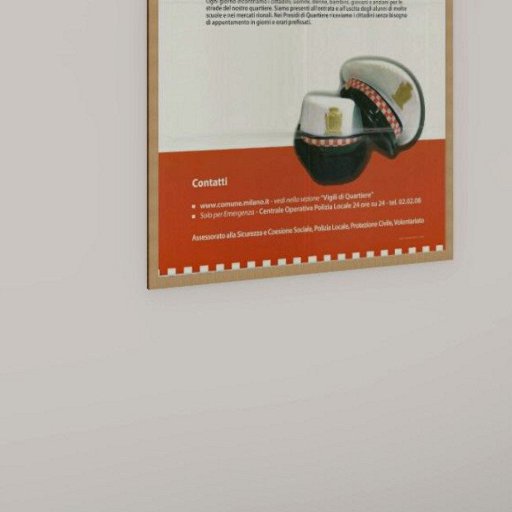 Ogni giorno incontriamo i cittadini, uomini, donne, bambini, giovani e anziani per le
strade del nostro quartiere. Siamo presenti all'entrata e all'uscita degli alunni di molte
scuole e nei mercati rionali. Nei Presidi di Quartiere riceviamo i cittadini senza bisogno
di appuntamento in giorni e orari prefissati.
Contatti
www.comune.milano.it - vedi nella sezione "Vigili di Quartiere"
Solo per Emergenza - Centrale Operativa Polizia Locale 24 ore su 24 - tel. 02.02.08
Assessorato alla Sicurezza e Coesione Sociale, Polizia Locale, Protezione Civile, Volontariato